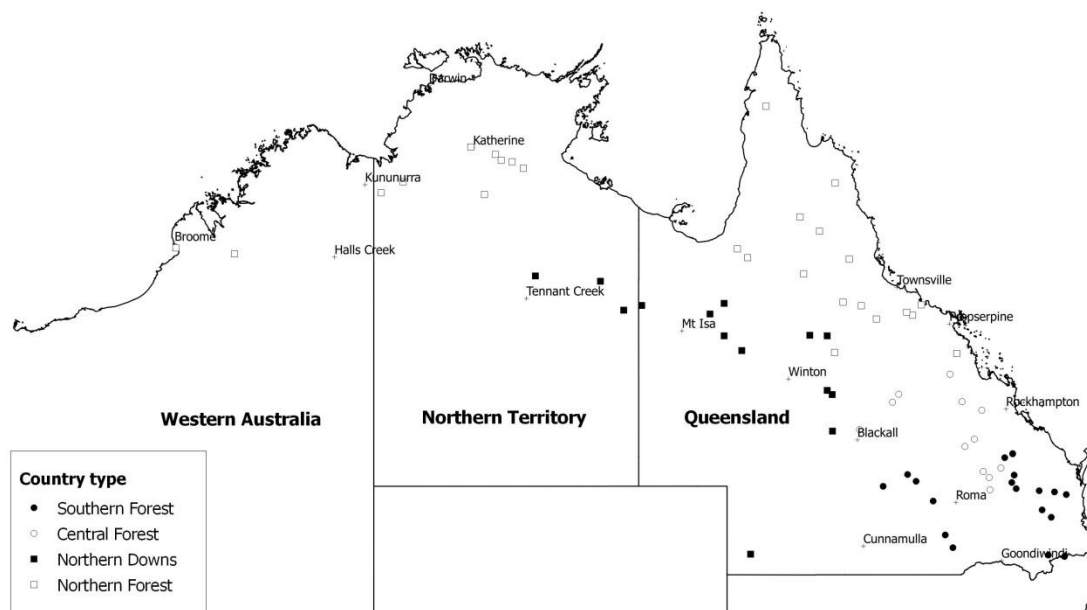 Darwin
Katherine
Kununurra
Broome
Halls Creek
Townsville
Tennant Creek
Propserpine
Mt Isa
Winton
Western Australia
Northern Territory
Queensland
Rockhampton
Blackall
Country type
Southern Forest
Central Forest
Northern Downs
Northern Forest
Roma
Cunnamulla
Goondiwindi